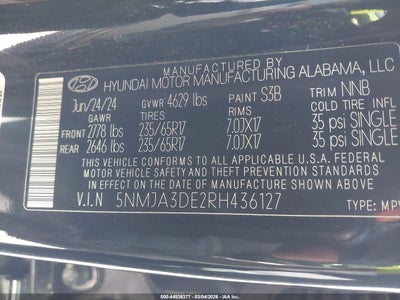 MANUFACTURED BY
HYUNDAI MOTOR MANUFACTURING ALABAMA, LLC
Jun/24/24 GVWR 4629 lbs PAINT S3B TRIM NNB
GAWR TIRES RIMS COLD TIRE INFL.
FRONT 2778 lbs 235/65R17 7.0JX17 35 psi SINGLE
REAR 2646 lbs 235/65R17 7.0JX17 35 psi SINGLE
THIS VEHICLE CONFORMS TO ALL APPLICABLE U.S.
FEDERAL MOTOR VEHICLE SAFETY, BUMPER, AND THEFT PREVENTION
STANDARDS IN EFFECT ON THE DATE OF
MANUFACTURE SHOWN ABOVE.
V.I.N 5NMJA3DE2RH436127 TYPE: MPV